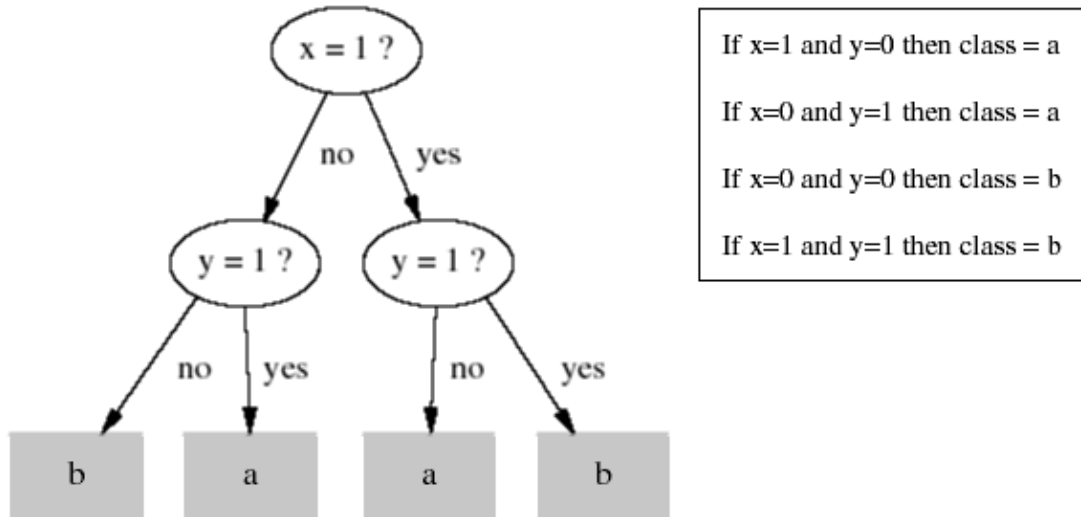 x = 1 ?
no
yes
y = 1 ?
y = 1 ?
no
yes
no
yes
b
a
a
b
If x=1 and y=0 then class = a
If x=0 and y=1 then class = a
If x=0 and y=0 then class = b
If x=1 and y=1 then class = b